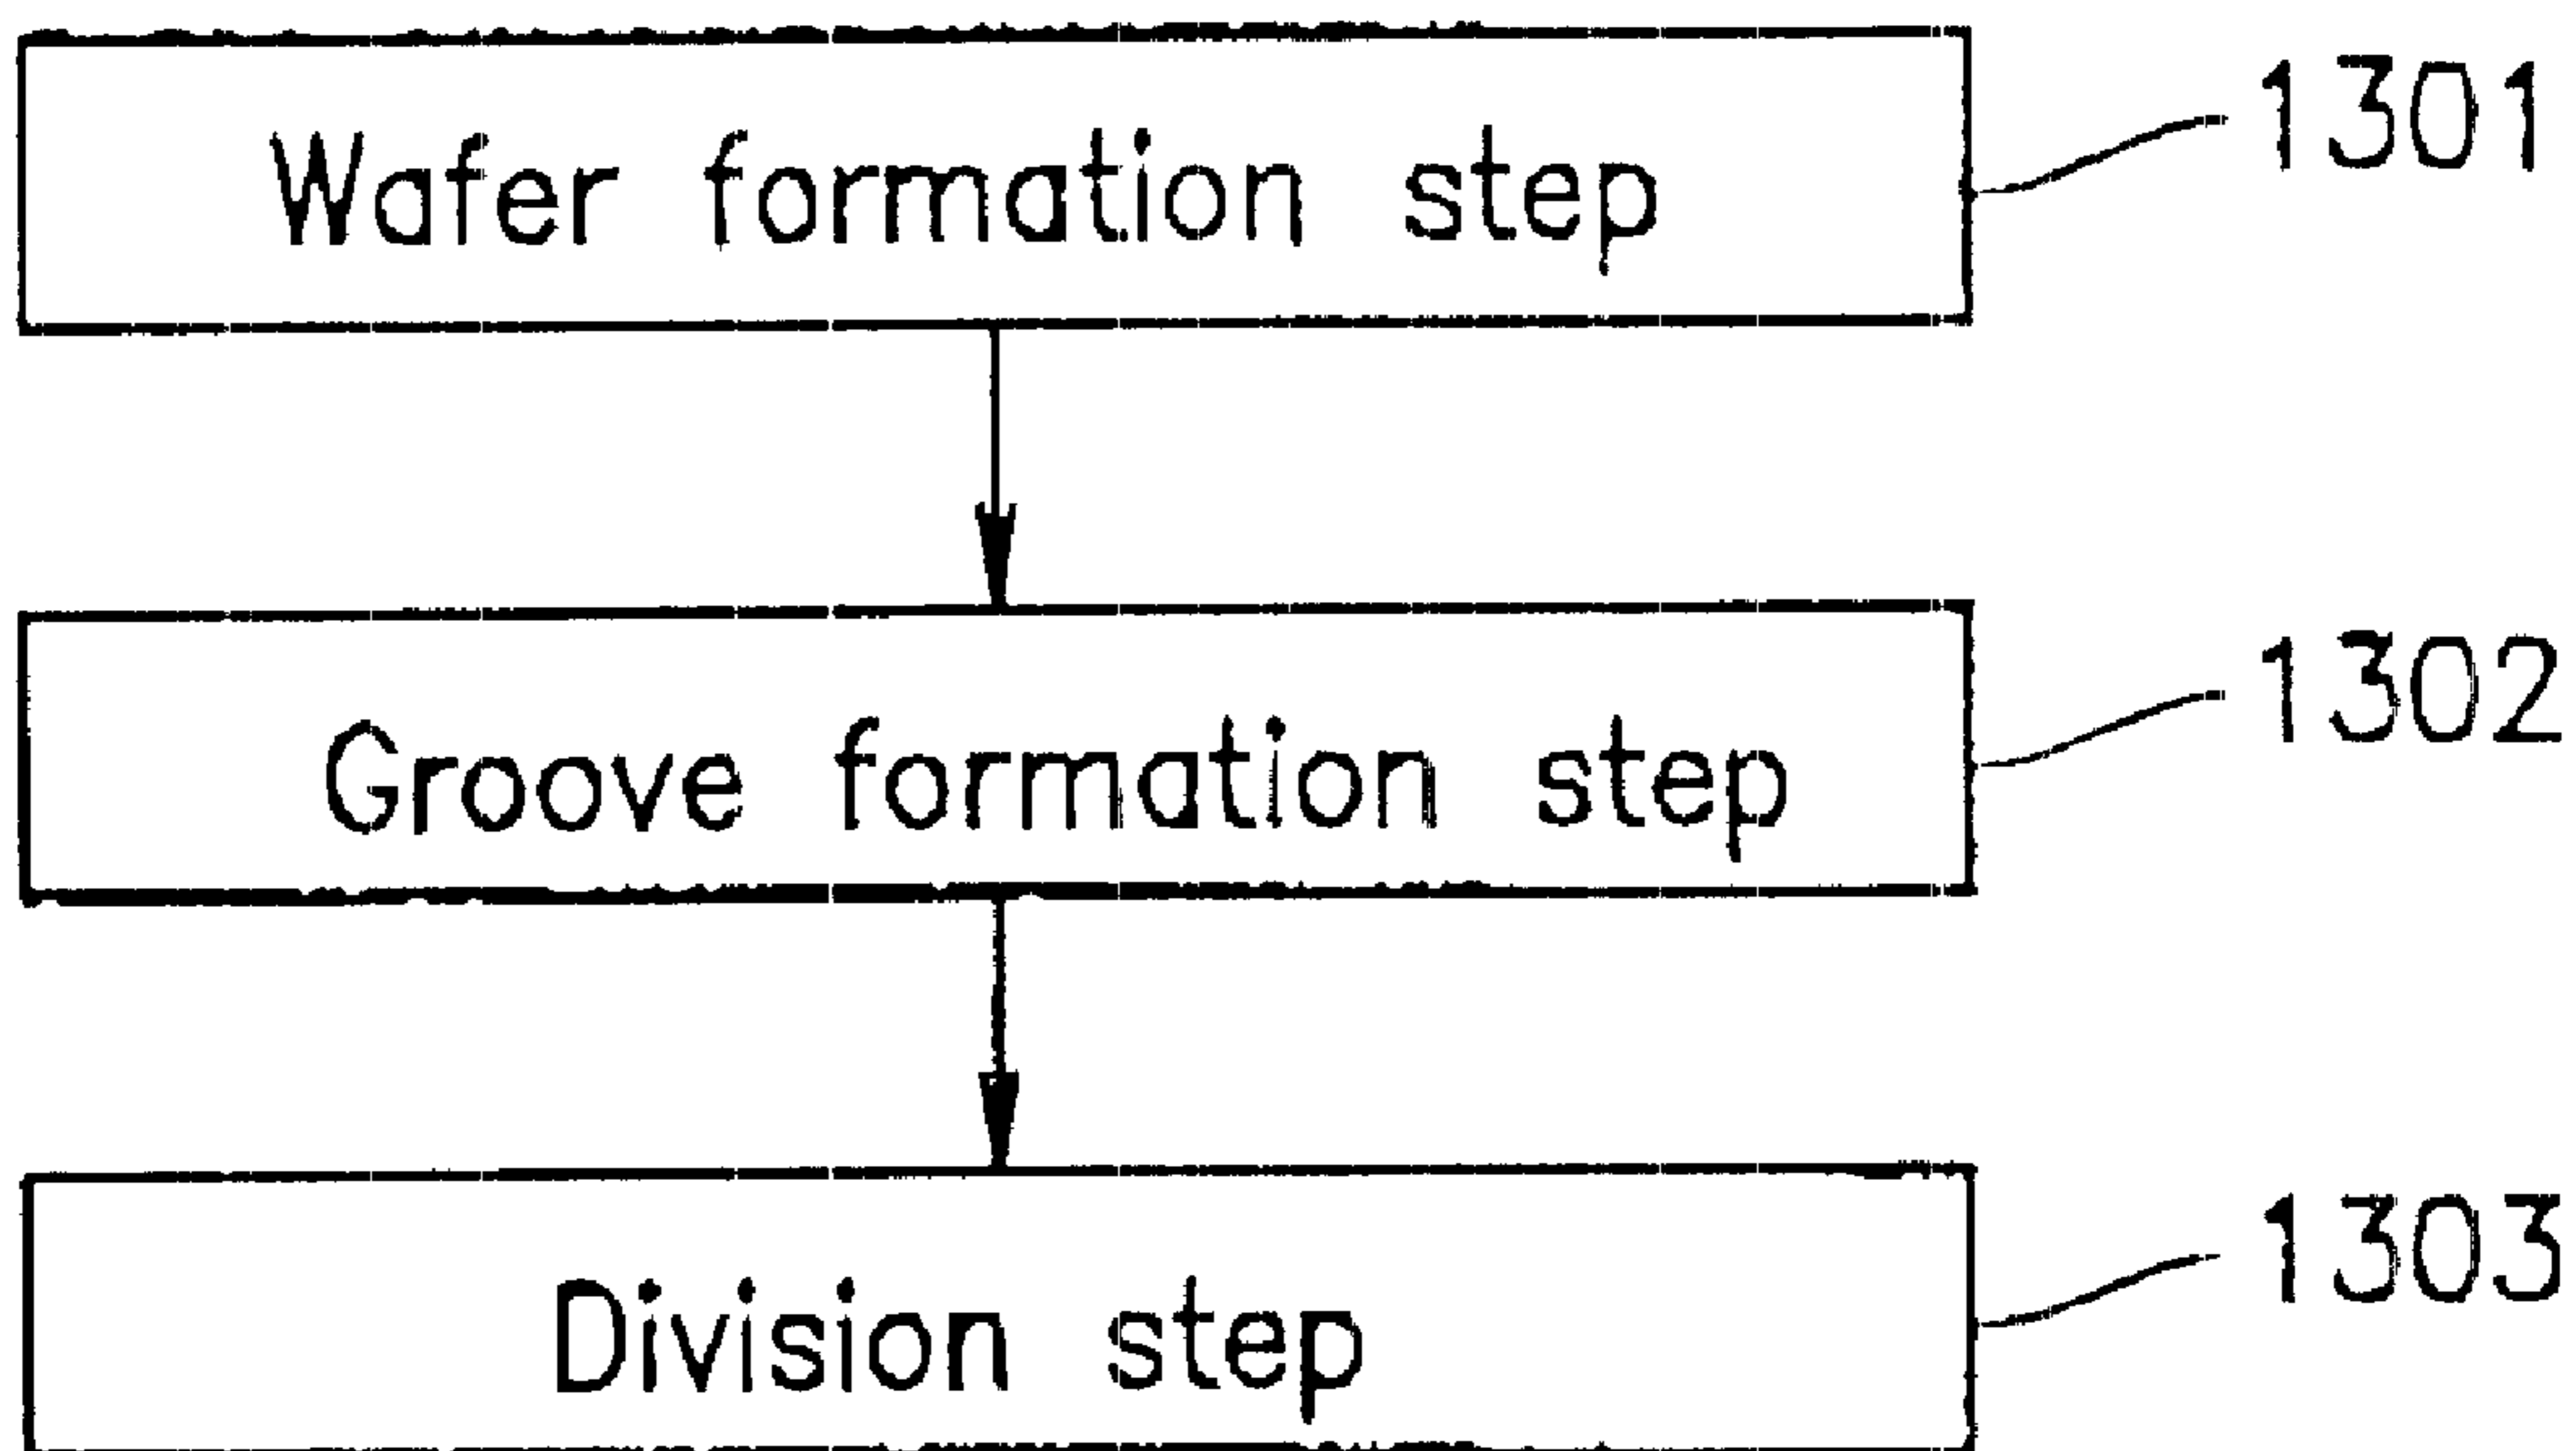 Wafer formation step 1301
Groove formation step 1302
Division step 1303